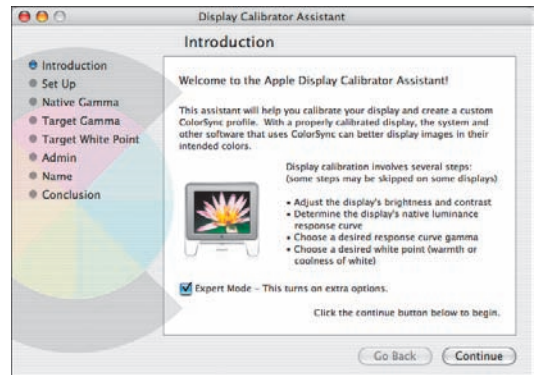 Display Calibrator Assistant
Introduction
Introduction
Set Up
Native Gamma
Target Gamma
Target White Point
Admin
Name
Conclusion
Welcome to the Apple Display Calibrator Assistant!
This assistant will help you calibrate your display and create a custom
ColorSync profile. With a properly calibrated display, the system and
other software that uses ColorSync can better display images in their
intended colors.
Display calibration involves several steps:
(some steps may be skipped on some displays)
• Adjust the display's brightness and contrast
• Determine the display's native luminance
response curve
• Choose a desired response curve gamma
• Choose a desired white point (warmth or
coolness of white)
Expert Mode – This turns on extra options.
Click the continue button below to begin.
Go Back
Continue